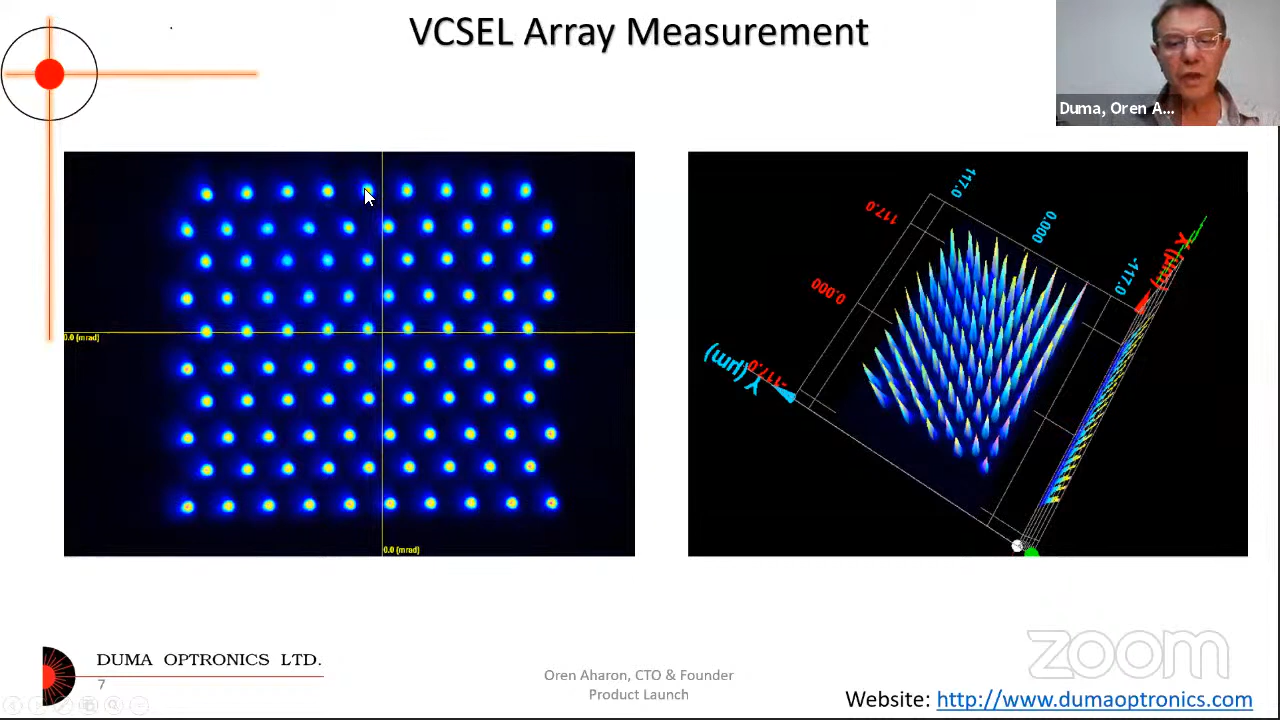 VCSEL Array Measurement
Duma, Oren A...
0.0 (mrad)
0.0 (mrad)
117.0
0.000
-117.0
X (µm)
117.0
0.000
-117.0
Y (µm)
DUMA OPTRONICS LTD.
7
Oren Aharon, CTO & Founder
Product Launch
zoom
Website: http://www.dumaoptronics.com